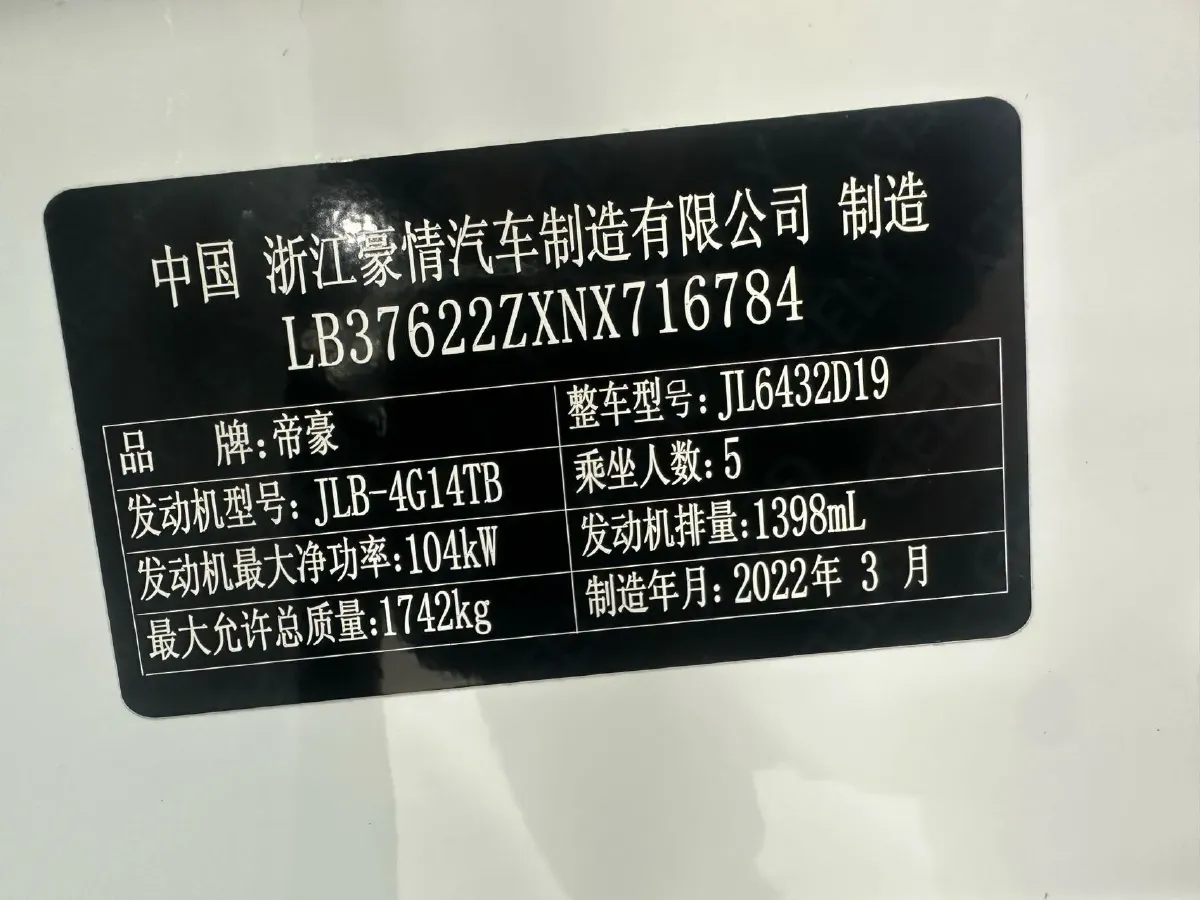 中国 浙江豪情汽车制造有限公司 制造
LB37622ZXNX716784
品 牌:帝豪 整车型号:JL6432D19
发动机型号:JLB-4G14TB 乘坐人数:5
发动机最大净功率:104kW 发动机排量:1398mL
最大允许总质量:1742kg 制造年月:2022年 3 月